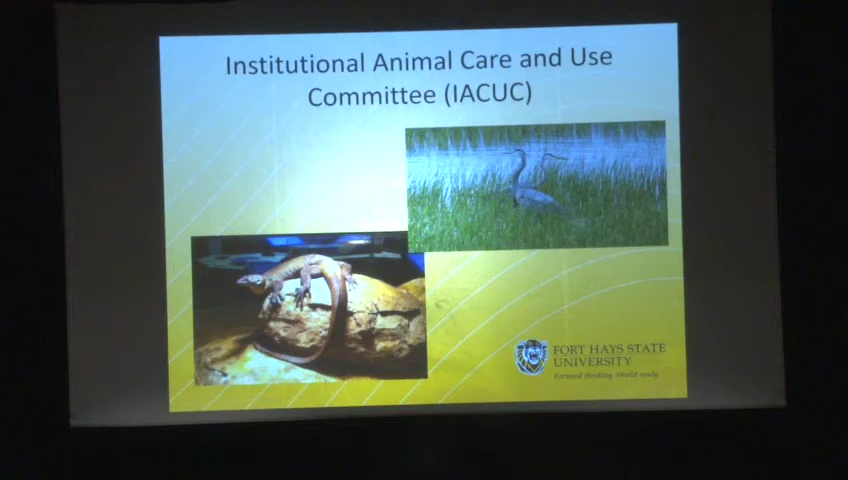 Institutional Animal Care and Use
Committee (IACUC)
FORT HAYS STATE
UNIVERSITY
Forward thinking. World ready.